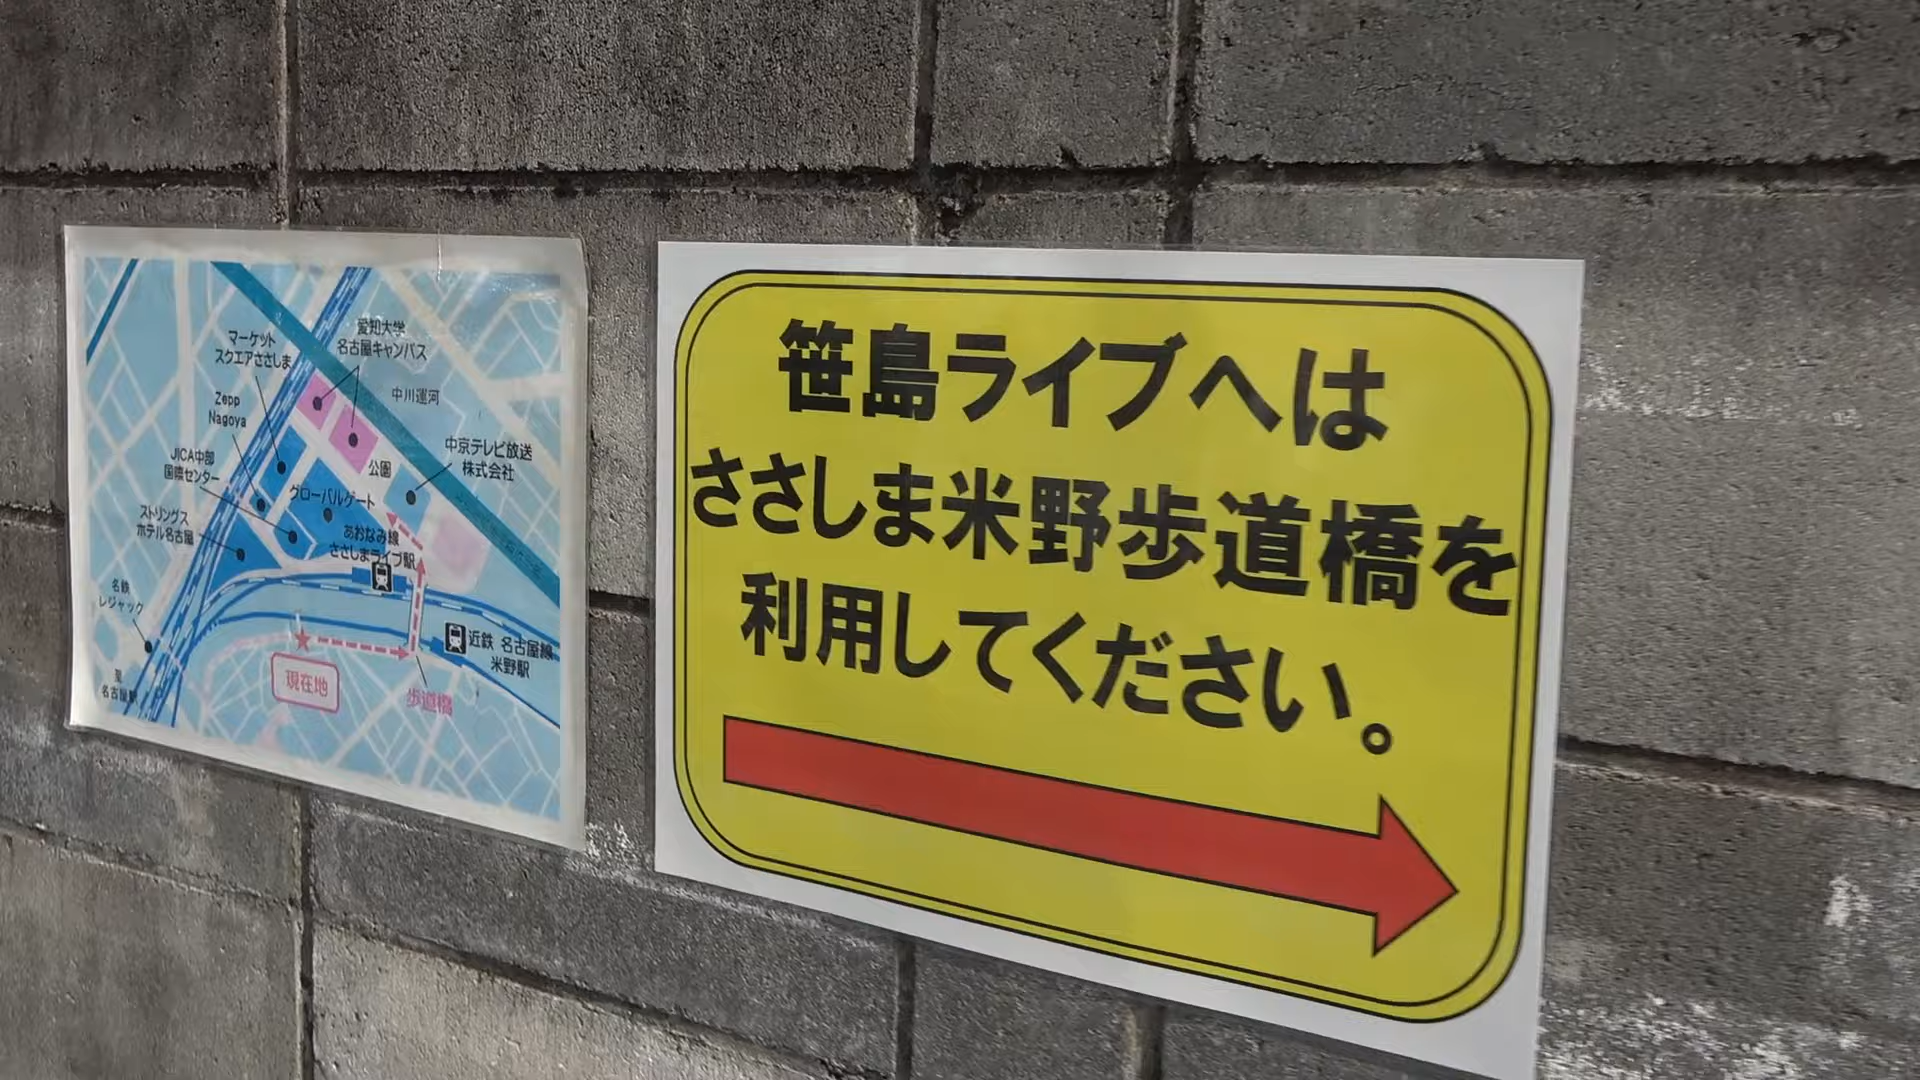 マーケット
スクエアささしま
愛知大学
名古屋キャンパス
Zepp
Nagoya
中川運河
JICA中部
国際センター
公園
中京テレビ放送
株式会社
グローバルゲート
ストリングス
ホテル名古屋
あおなみ線
ささしまライブ駅
名鉄
レジャック
近鉄 名古屋線
米野駅
至
名古屋駅
現在地
歩道橋
笹島ライブへは
ささしま米野歩道橋を
利用してください。